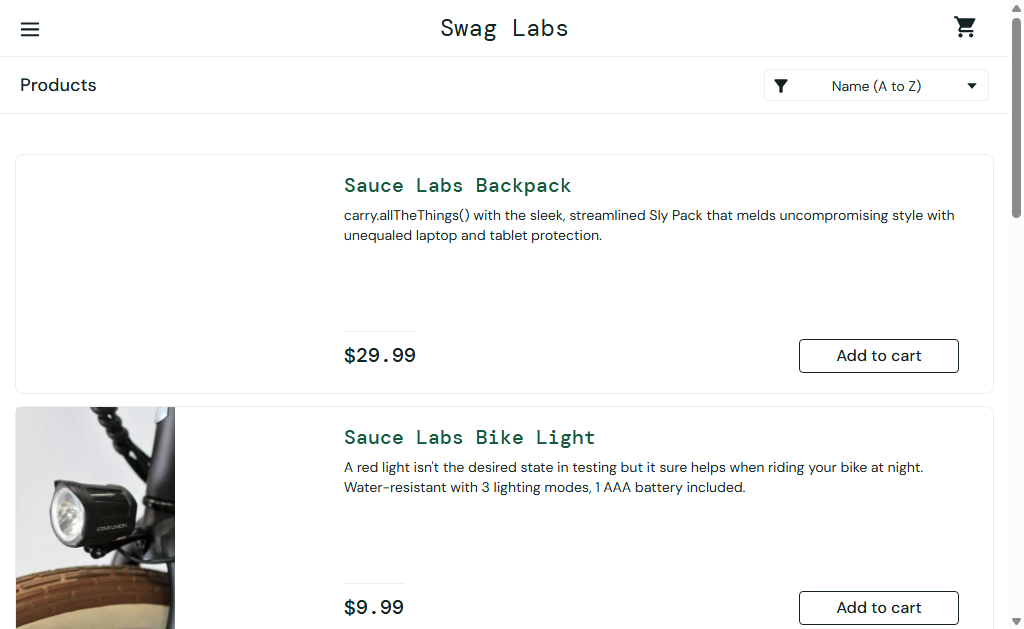 Swag Labs
Products
Name (A to Z)
Sauce Labs Backpack
carry.allTheThings() with the sleek, streamlined Sly Pack that melds uncompromising style with
unequaled laptop and tablet protection.
$29.99
Add to cart
Sauce Labs Bike Light
A red light isn't the desired state in testing but it sure helps when riding your bike at night.
Water-resistant with 3 lighting modes, 1 AAA battery included.
$9.99
Add to cart